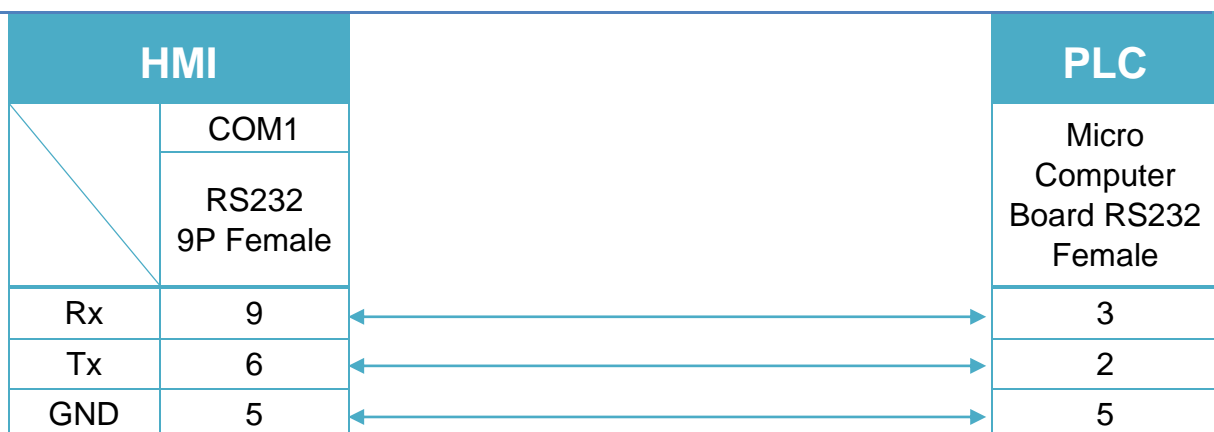 HMI PLC
COM1
RS232
9P Female
Micro
Computer
Board RS232
Female
Rx 9 3
Tx 6 2
GND 5 5